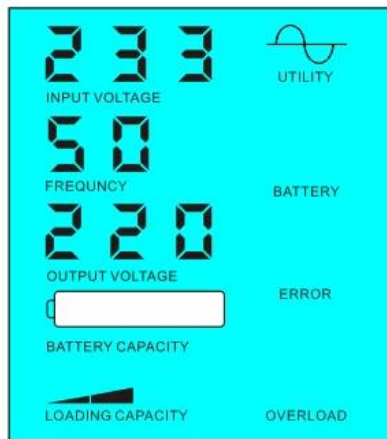 233
UTILITY
INPUT VOLTAGE
50
FREQUNCY
BATTERY
220
OUTPUT VOLTAGE
ERROR
BATTERY CAPACITY
LOADING CAPACITY
OVERLOAD